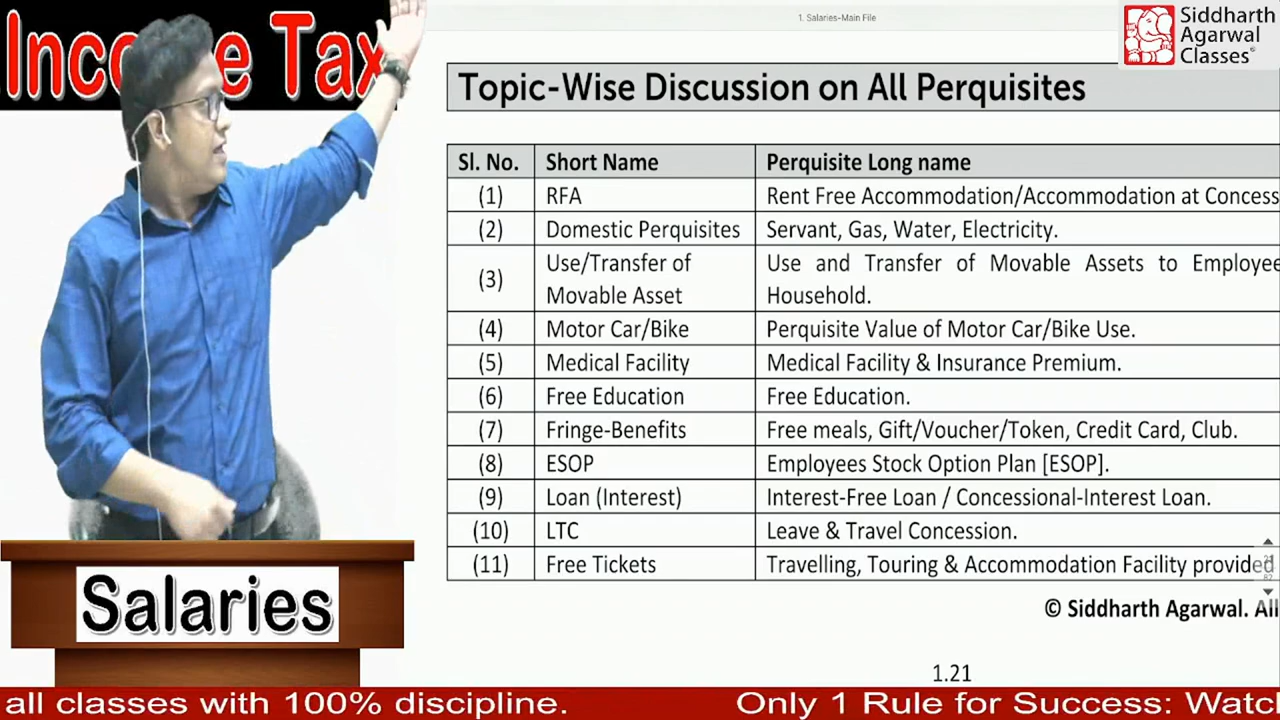 Income Tax
1. Salaries-Main File
Siddharth
Agarwal
Classes®
Topic-Wise Discussion on All Perquisites
Sl. No. Short Name Perquisite Long name
(1) RFA Rent Free Accommodation/Accommodation at Concess
(2) Domestic Perquisites Servant, Gas, Water, Electricity.
(3) Use/Transfer of Movable Asset Use and Transfer of Movable Assets to Employee Household.
(4) Motor Car/Bike Perquisite Value of Motor Car/Bike Use.
(5) Medical Facility Medical Facility & Insurance Premium.
(6) Free Education Free Education.
(7) Fringe-Benefits Free meals, Gift/Voucher/Token, Credit Card, Club.
(8) ESOP Employees Stock Option Plan [ESOP].
(9) Loan (Interest) Interest-Free Loan / Concessional-Interest Loan.
(10) LTC Leave & Travel Concession.
(11) Free Tickets Travelling, Touring & Accommodation Facility provided
© Siddharth Agarwal. All
1.21
Salaries
all classes with 100% discipline. Only 1 Rule for Success: Watc